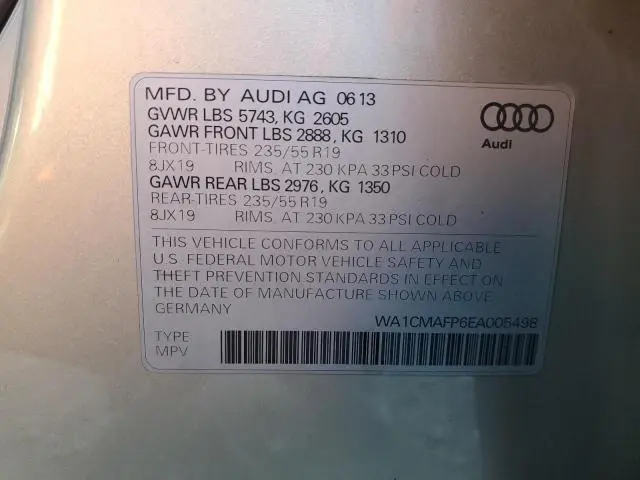 MFD. BY AUDI AG 0613
GVWR LBS 5743, KG 2605
GAWR FRONT LBS 2888, KG 1310
FRONT-TIRES 235/55 R19
8JX19 RIMS, AT 230 KPA 33 PSI COLD
GAWR REAR LBS 2976, KG 1350
REAR-TIRES 235/55 R19
8JX19 RIMS, AT 230 KPA 33 PSI COLD
Audi
THIS VEHICLE CONFORMS TO ALL APPLICABLE
U.S. FEDERAL MOTOR VEHICLE SAFETY AND
THEFT PREVENTION STANDARDS IN EFFECT ON
THE DATE OF MANUFACTURE SHOWN ABOVE.
GERMANY
WA1CMAFP6EA005498
TYPE
MPV